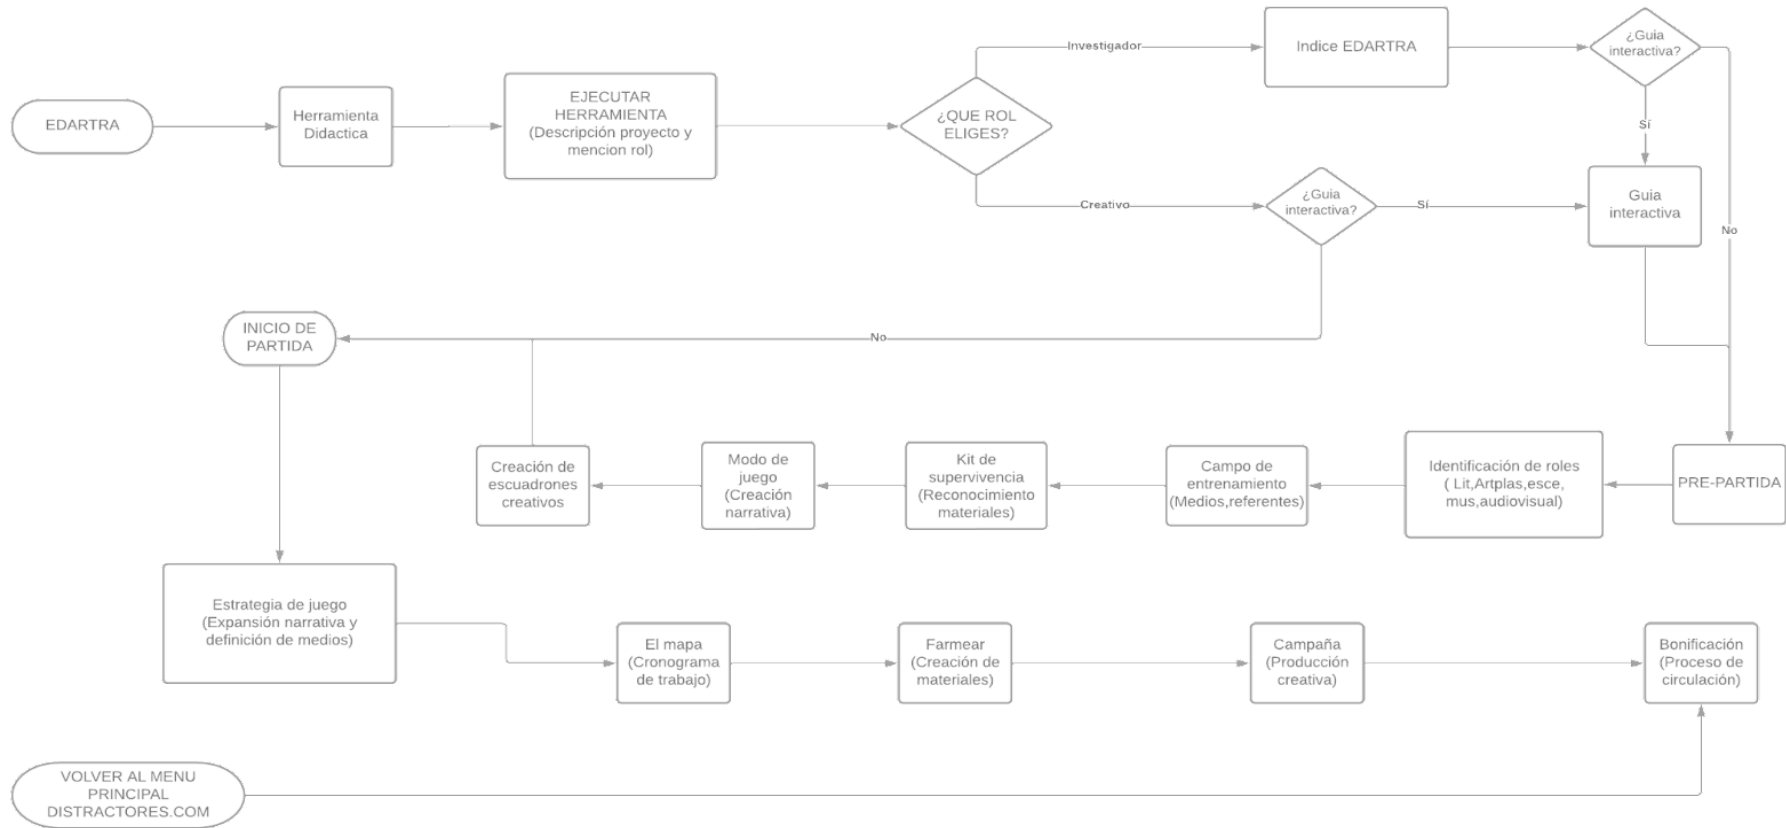 EDARTRA
Herramienta
Didactica
EJECUTAR
HERRAMIENTA
(Descripción proyecto y
mencion rol)
¿QUE ROL
ELIGES?
Investigador
Indice EDARTRA
¿Guia
interactiva?
Sí
No
Creativo
¿Guia
interactiva?
Sí
Guia
interactiva
No
INICIO DE
PARTIDA
PRE-PARTIDA
Identificación de roles
( Lit,Artplas,esce,
mus,audiovisual)
Campo de
entrenamiento
(Medios,referentes)
Kit de
supervivencia
(Reconocimiento
materiales)
Modo de
juego
(Creación
narrativa)
Creación de
escuadrones
creativos
Estrategia de juego
(Expansión narrativa y
definición de medios)
El mapa
(Cronograma
de trabajo)
Farmear
(Creación de
materiales)
Campaña
(Producción
creativa)
Bonificación
(Proceso de
circulación)
VOLVER AL MENU
PRINCIPAL
DISTRACTORES.COM